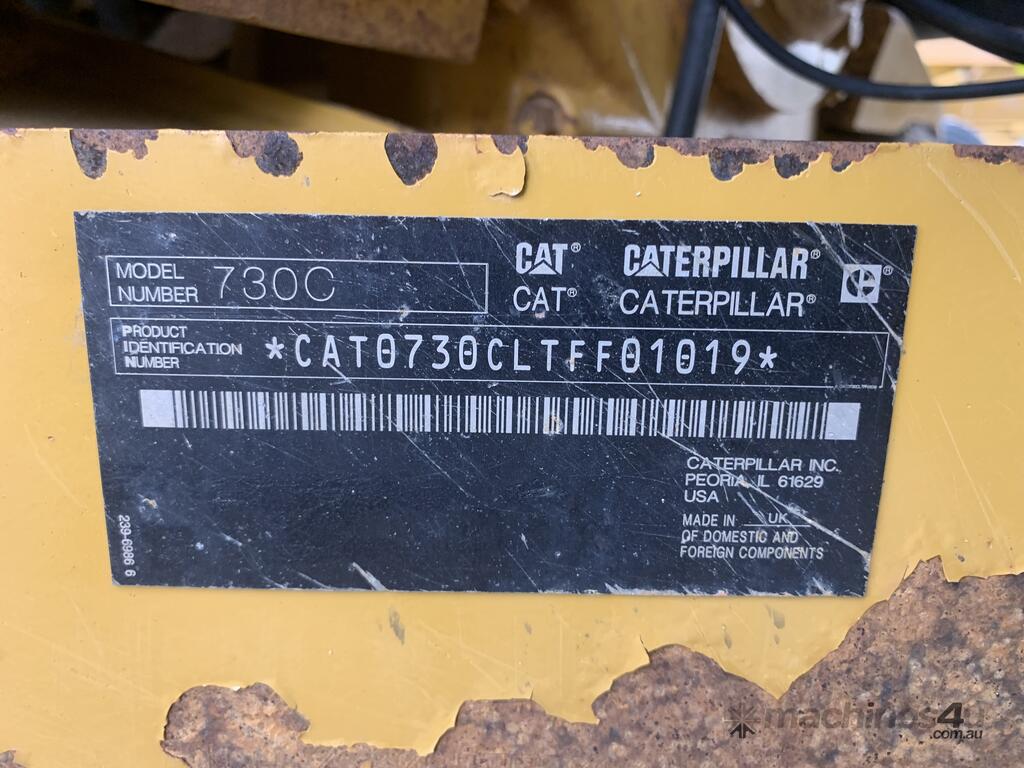 MODEL
NUMBER 730C
CAT® CATERPILLAR®
CAT® CATERPILLAR®
PRODUCT
IDENTIFICATION
NUMBER
*CAT0730CLTFF01019*
CATERPILLAR INC.
PEORIA, IL 61629
USA
MADE IN UK
OF DOMESTIC AND
FOREIGN COMPONENTS
239-6986 6
machines4u
.com.au